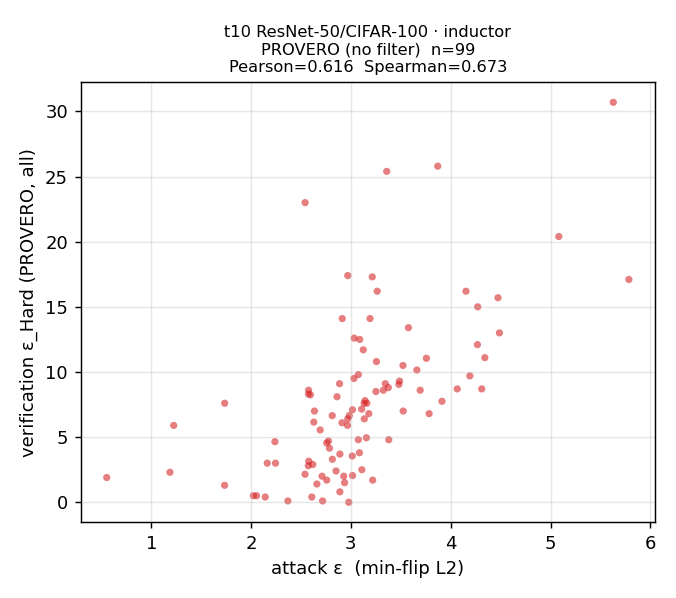 t10 ResNet-50/CIFAR-100 · inductor
PROVERO (no filter)  n=99
Pearson=0.616  Spearman=0.673
30
25
20
15
10
5
0
verification ε_Hard (PROVERO, all)
1 2 3 4 5 6
attack ε  (min-flip L2)